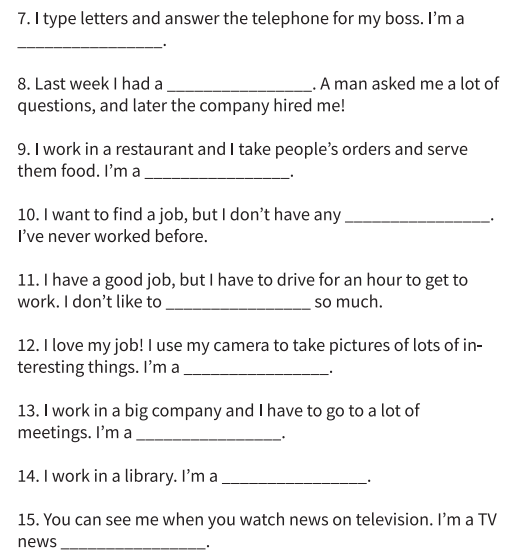 7. I type letters and answer the telephone for my boss. I'm a
________________.
8. Last week I had a ________________. A man asked me a lot of
questions, and later the company hired me!
9. I work in a restaurant and I take people's orders and serve
them food. I'm a ________________.
10. I want to find a job, but I don't have any ________________.
I've never worked before.
11. I have a good job, but I have to drive for an hour to get to
work. I don't like to ________________ so much.
12. I love my job! I use my camera to take pictures of lots of in-
teresting things. I'm a ________________.
13. I work in a big company and I have to go to a lot of
meetings. I'm a ________________.
14. I work in a library. I'm a ________________.
15. You can see me when you watch news on television. I'm a TV
news ________________.